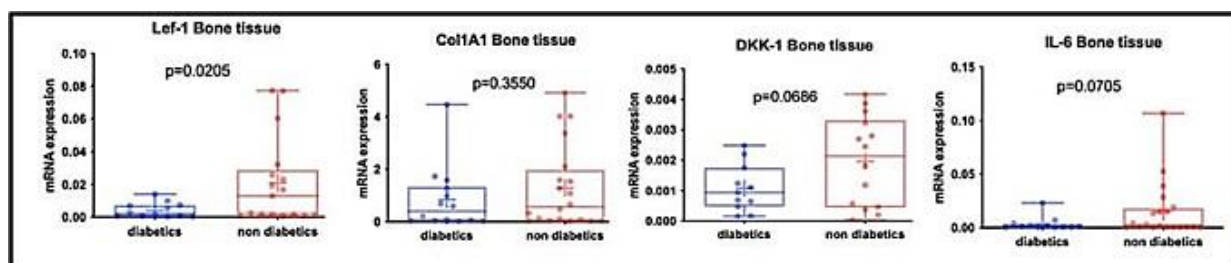 Lef-1 Bone tissue
p=0.0205
mRNA expression
0.10
0.08
0.06
0.04
0.02
0.00
diabetics
non diabetics
Col1A1 Bone tissue
p=0.3550
mRNA expression
6
4
2
0
diabetics
non diabetics
DKK-1 Bone tissue
p=0.0686
mRNA expression
0.005
0.004
0.003
0.002
0.001
0.000
diabetics
non diabetics
IL-6 Bone tissue
p=0.0705
mRNA expression
0.15
0.10
0.05
0.00
diabetics
non diabetics